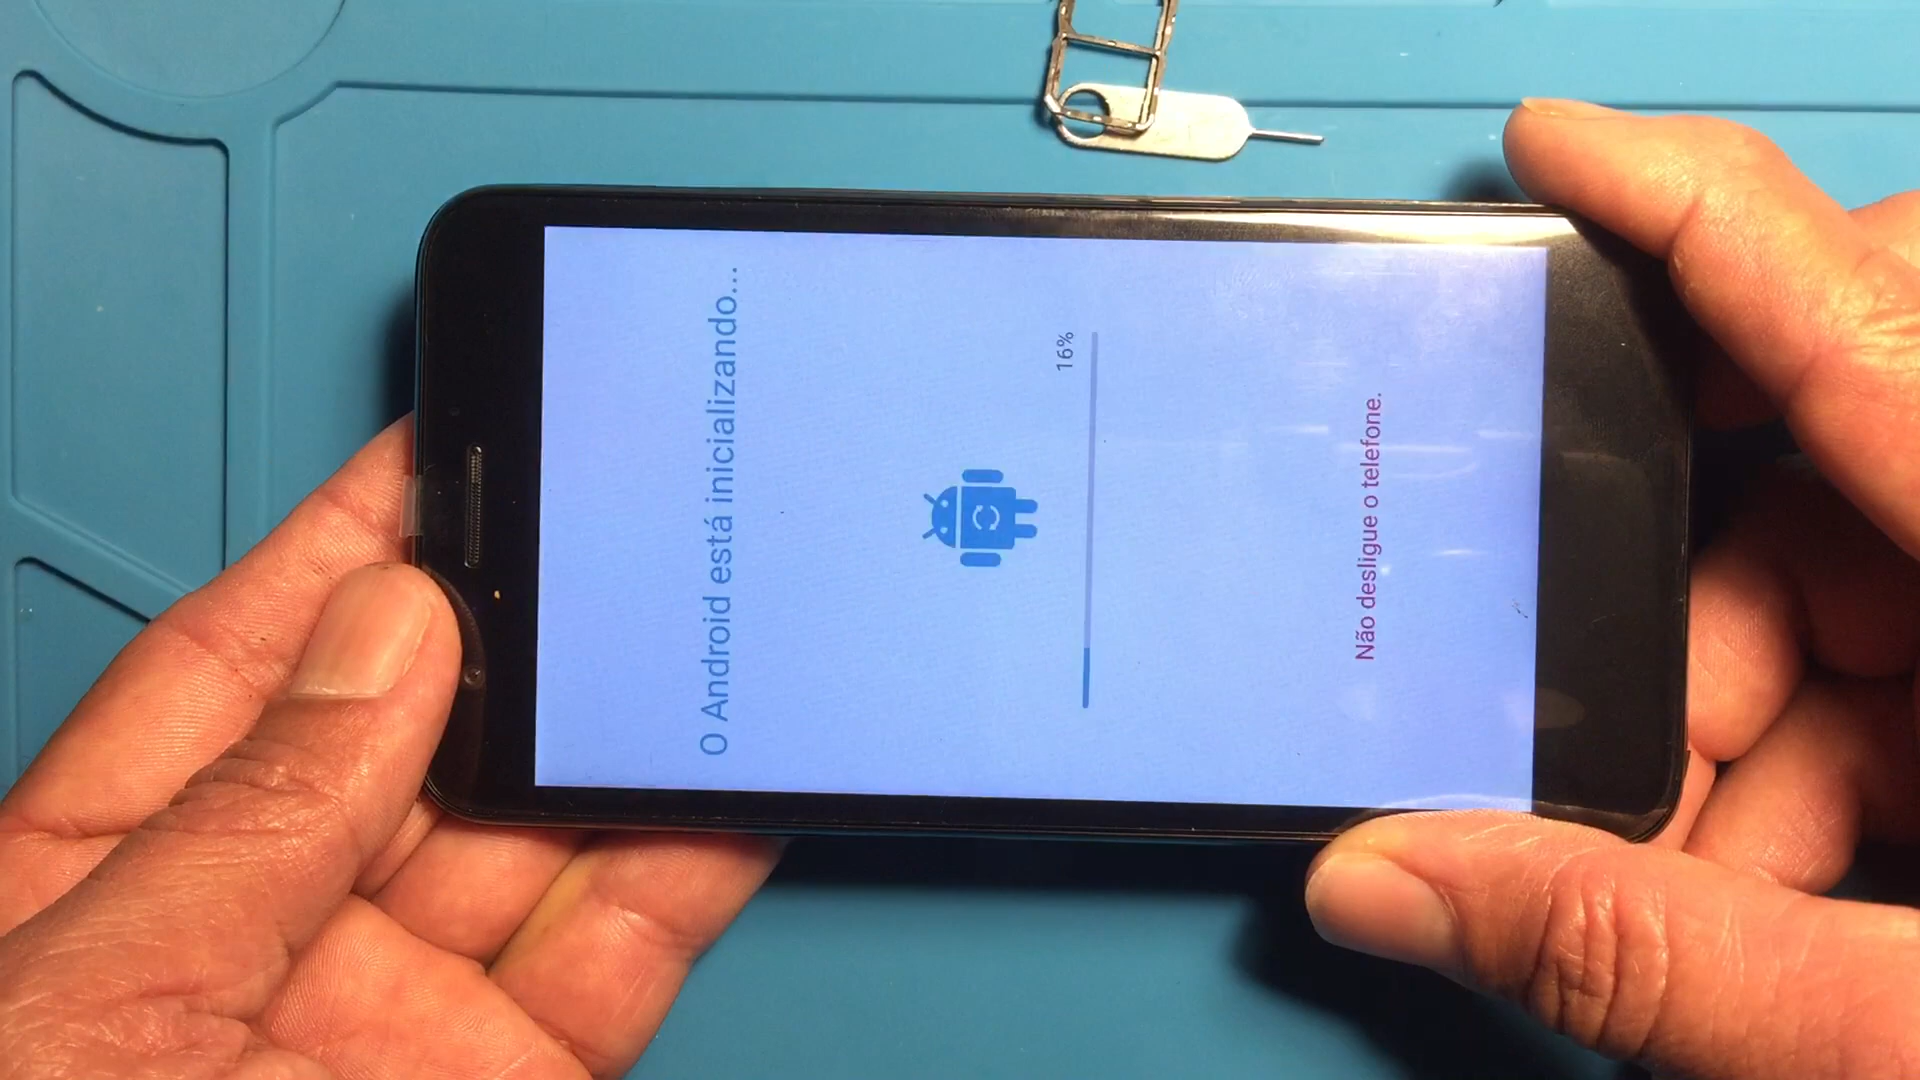 O Android está inicializando...
16%
Não desligue o telefone.